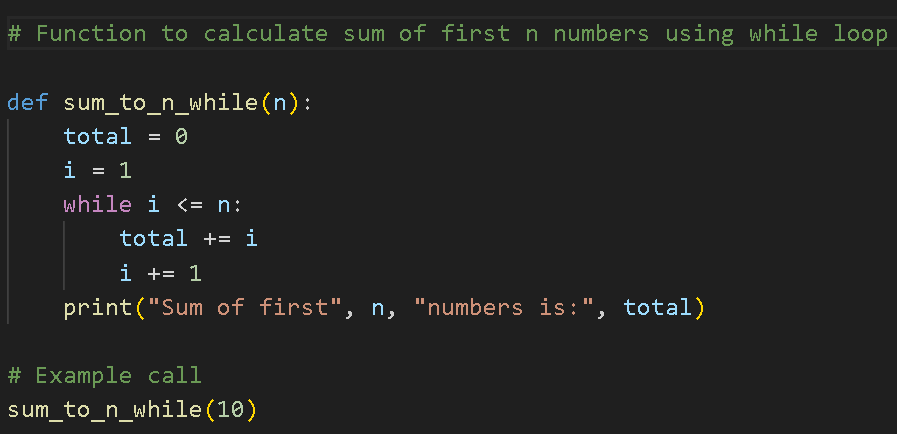 # Function to calculate sum of first n numbers using while loop
def sum_to_n_while(n):
    total = 0
    i = 1
    while i <= n:
        total += i
        i += 1
    print("Sum of first", n, "numbers is:", total)
# Example call
sum_to_n_while(10)